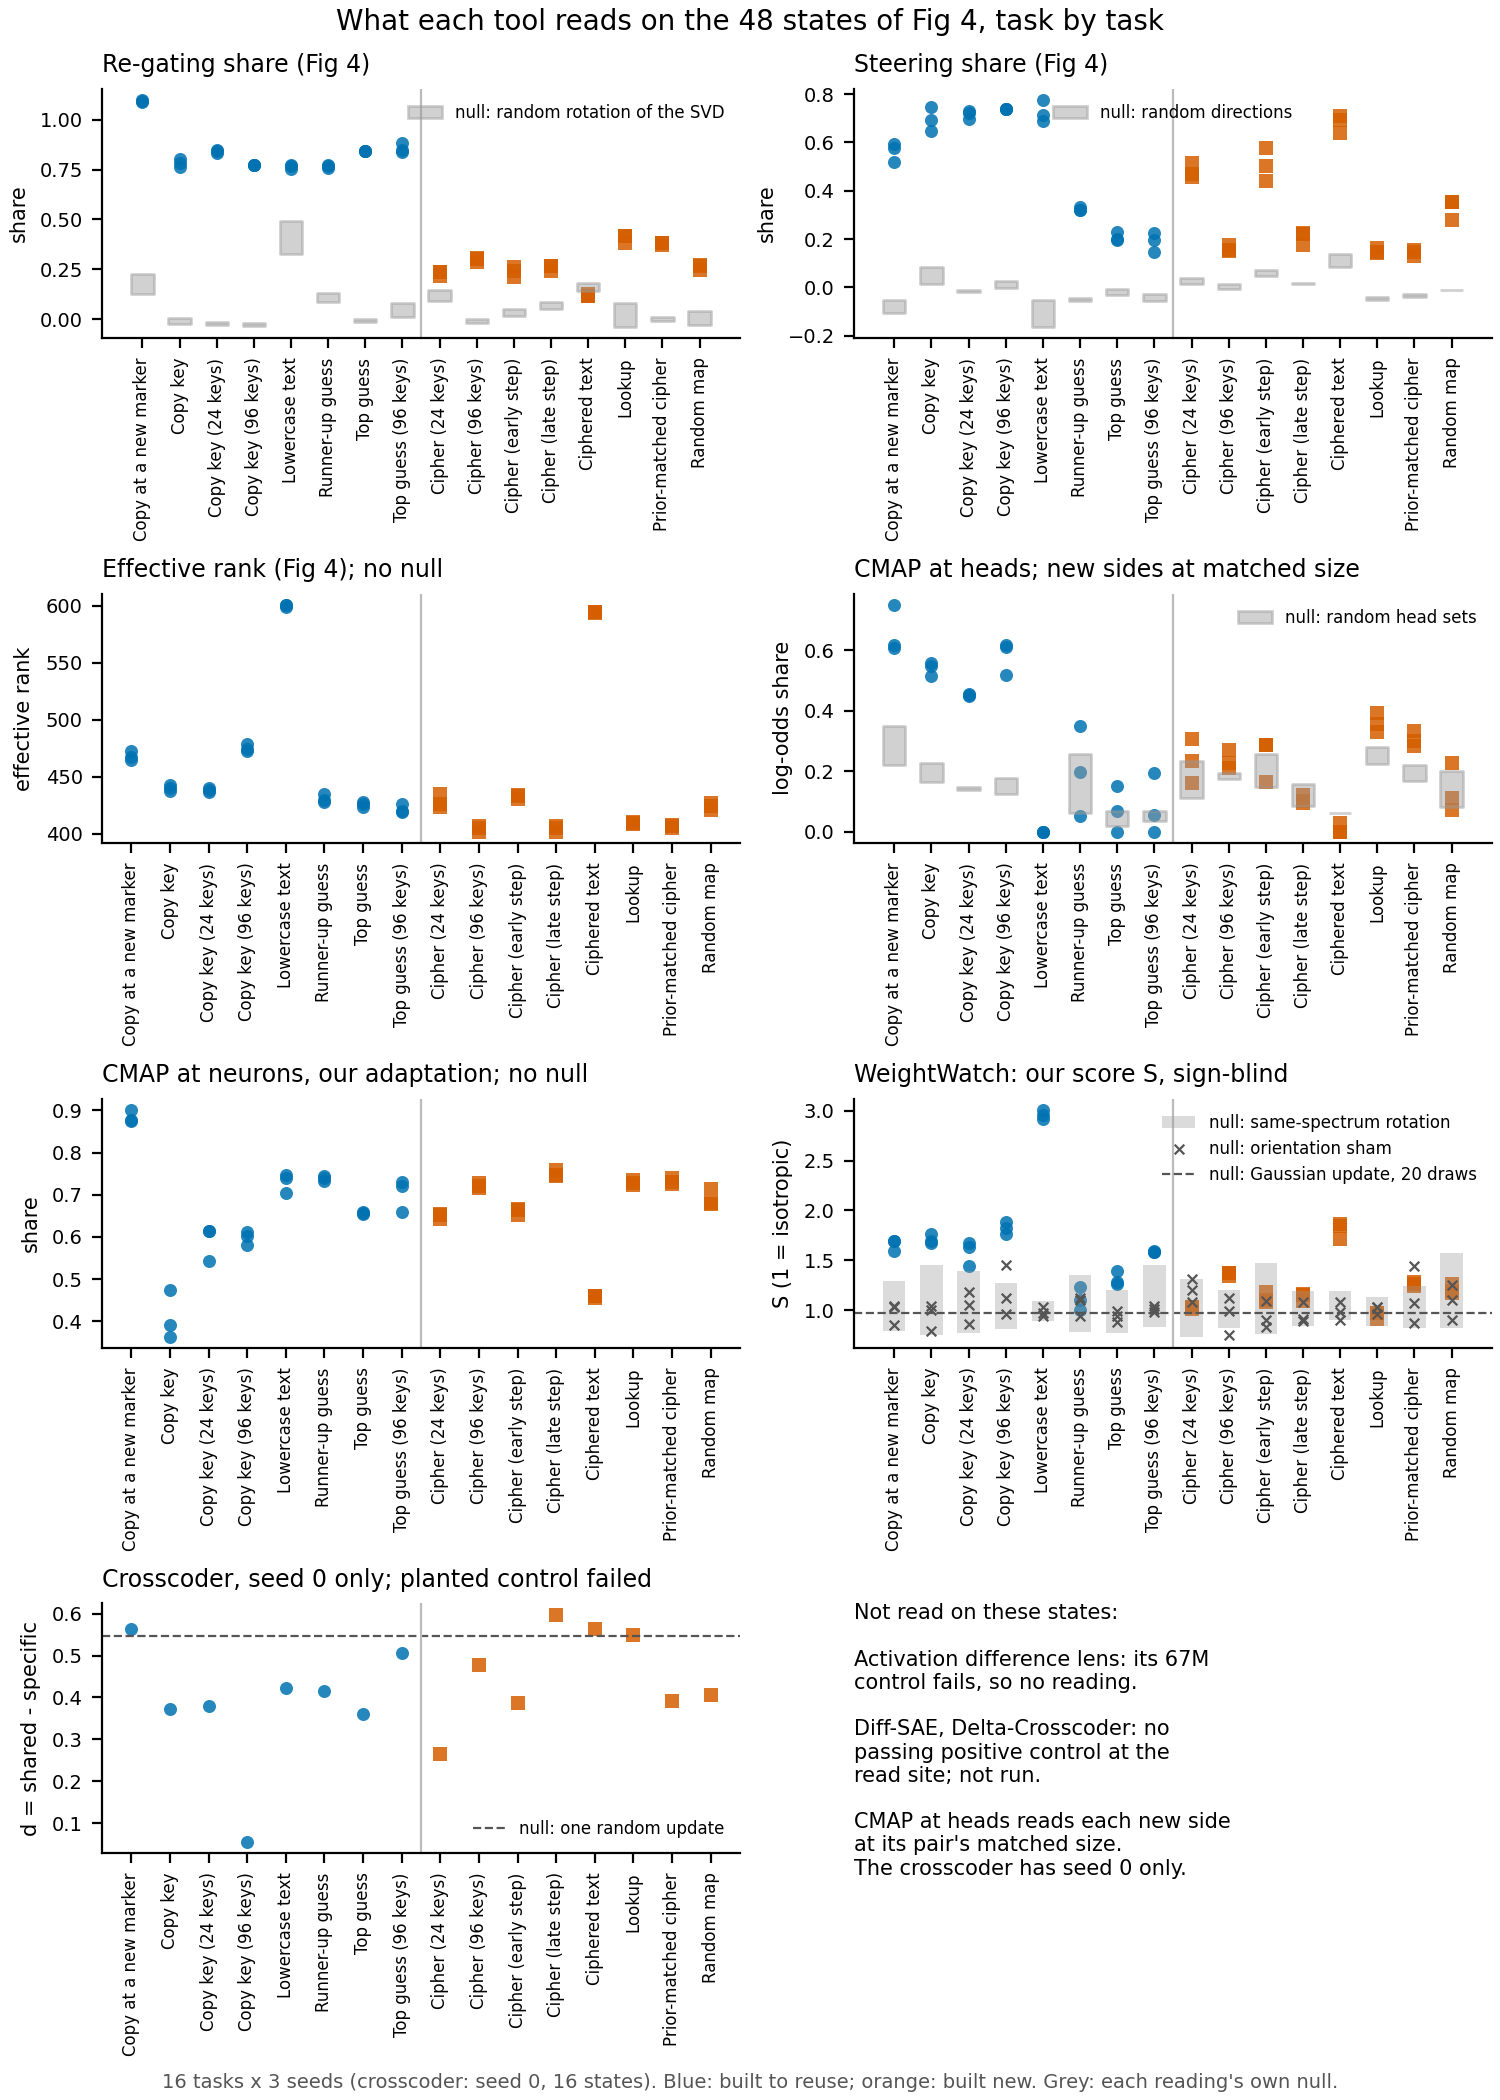 What each tool reads on the 48 states of Fig 4, task by task
Re-gating share (Fig 4)
share
1.00
0.75
0.50
0.25
0.00
null: random rotation of the SVD
Copy at a new marker
Copy key
Copy key (24 keys)
Copy key (96 keys)
Lowercase text
Runner-up guess
Top guess
Top guess (96 keys)
Cipher (24 keys)
Cipher (96 keys)
Cipher (early step)
Cipher (late step)
Ciphered text
Lookup
Prior-matched cipher
Random map
Steering share (Fig 4)
share
0.8
0.6
0.4
0.2
0.0
−0.2
null: random directions
Copy at a new marker
Copy key
Copy key (24 keys)
Copy key (96 keys)
Lowercase text
Runner-up guess
Top guess
Top guess (96 keys)
Cipher (24 keys)
Cipher (96 keys)
Cipher (early step)
Cipher (late step)
Ciphered text
Lookup
Prior-matched cipher
Random map
Effective rank (Fig 4); no null
effective rank
600
550
500
450
400
Copy at a new marker
Copy key
Copy key (24 keys)
Copy key (96 keys)
Lowercase text
Runner-up guess
Top guess
Top guess (96 keys)
Cipher (24 keys)
Cipher (96 keys)
Cipher (early step)
Cipher (late step)
Ciphered text
Lookup
Prior-matched cipher
Random map
CMAP at heads; new sides at matched size
log-odds share
0.6
0.4
0.2
0.0
null: random head sets
Copy at a new marker
Copy key
Copy key (24 keys)
Copy key (96 keys)
Lowercase text
Runner-up guess
Top guess
Top guess (96 keys)
Cipher (24 keys)
Cipher (96 keys)
Cipher (early step)
Cipher (late step)
Ciphered text
Lookup
Prior-matched cipher
Random map
CMAP at neurons, our adaptation; no null
share
0.9
0.8
0.7
0.6
0.5
0.4
Copy at a new marker
Copy key
Copy key (24 keys)
Copy key (96 keys)
Lowercase text
Runner-up guess
Top guess
Top guess (96 keys)
Cipher (24 keys)
Cipher (96 keys)
Cipher (early step)
Cipher (late step)
Ciphered text
Lookup
Prior-matched cipher
Random map
WeightWatch: our score S, sign-blind
S (1 = isotropic)
3.0
2.5
2.0
1.5
1.0
null: same-spectrum rotation
null: orientation sham
null: Gaussian update, 20 draws
Copy at a new marker
Copy key
Copy key (24 keys)
Copy key (96 keys)
Lowercase text
Runner-up guess
Top guess
Top guess (96 keys)
Cipher (24 keys)
Cipher (96 keys)
Cipher (early step)
Cipher (late step)
Ciphered text
Lookup
Prior-matched cipher
Random map
Crosscoder, seed 0 only; planted control failed
d = shared - specific
0.6
0.5
0.4
0.3
0.2
0.1
null: one random update
Copy at a new marker
Copy key
Copy key (24 keys)
Copy key (96 keys)
Lowercase text
Runner-up guess
Top guess
Top guess (96 keys)
Cipher (24 keys)
Cipher (96 keys)
Cipher (early step)
Cipher (late step)
Ciphered text
Lookup
Prior-matched cipher
Random map
Not read on these states:
Activation difference lens: its 67M
control fails, so no reading.
Diff-SAE, Delta-Crosscoder: no
passing positive control at the
read site; not run.
CMAP at heads reads each new side
at its pair's matched size.
The crosscoder has seed 0 only.
16 tasks x 3 seeds (crosscoder: seed 0, 16 states). Blue: built to reuse; orange: built new. Grey: each reading's own null.